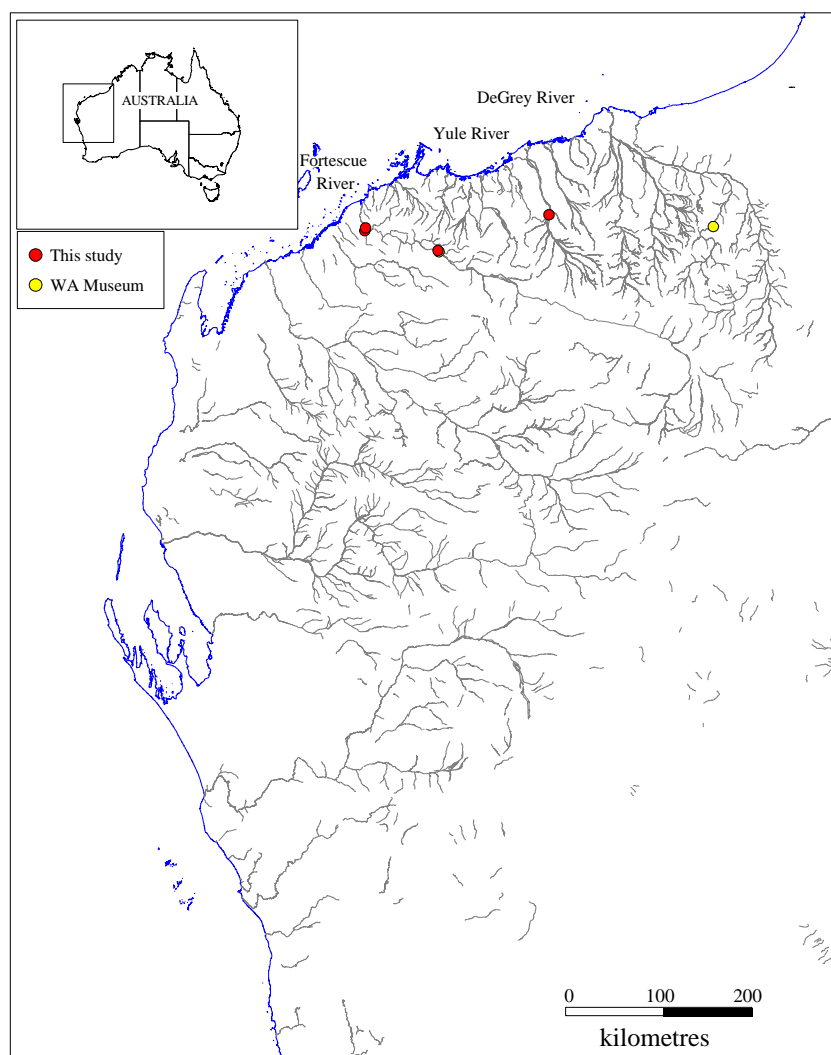 AUSTRALIA
DeGrey River
Yule River
Fortescue
River
This study
WA Museum
0 100 200
kilometres